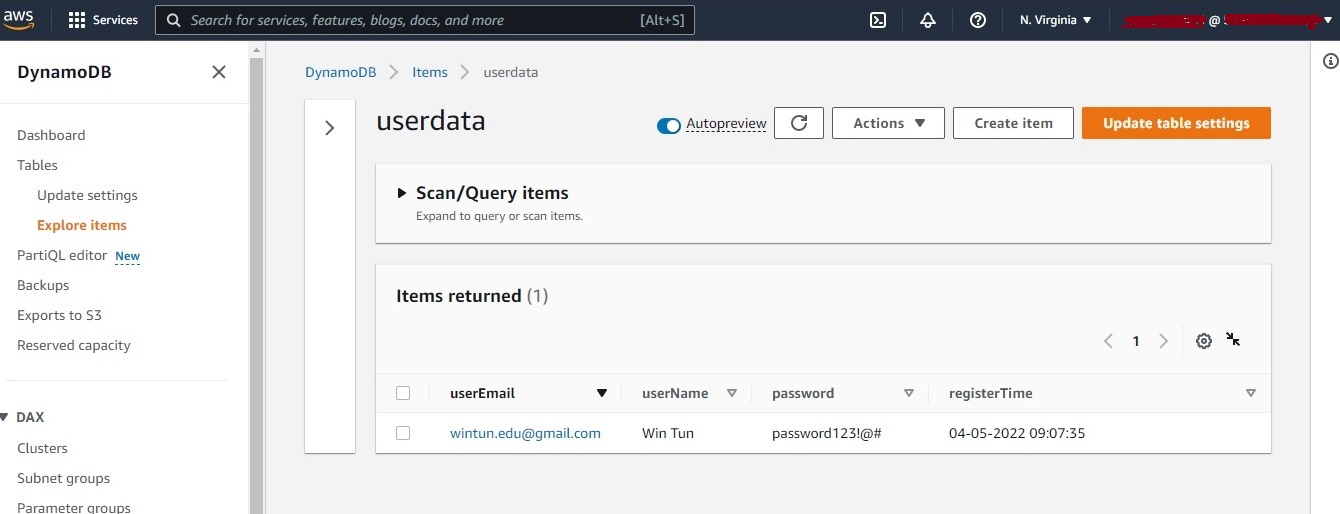 aws Services Search for services, features, blogs, docs, and more [Alt+S] N. Virginia @
DynamoDB
Dashboard
Tables
Update settings
Explore items
PartiQL editor New
Backups
Exports to S3
Reserved capacity
DAX
Clusters
Subnet groups
Parameter groups
DynamoDB Items userdata
userdata
Autopreview Actions Create item Update table settings
Scan/Query items
Expand to query or scan items.
Items returned (1)
1
userEmail userName password registerTime
wintun.edu@gmail.com Win Tun password123!@# 04-05-2022 09:07:35